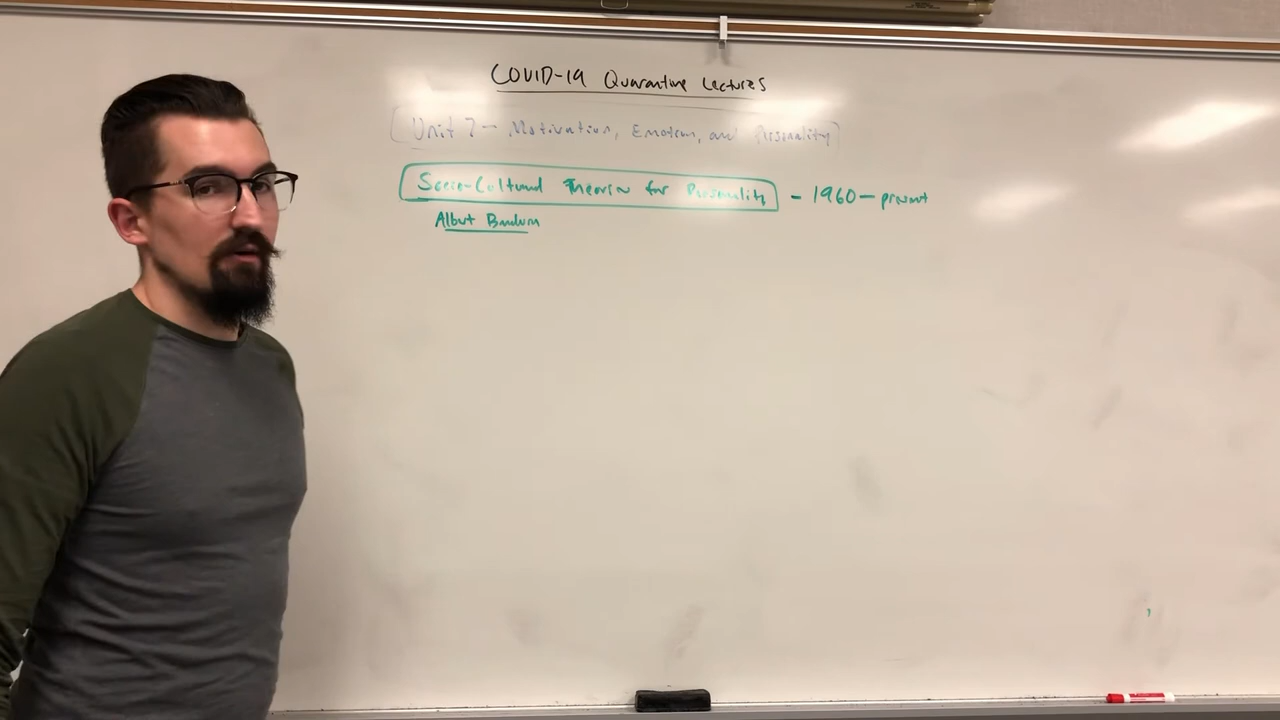 COVID-19 Quarantine Lectures
(Unit 7 - Motivation, Emotion, and Personality)
Socio-Cultural Theories for Personality - 1960-present
Albert Bandura